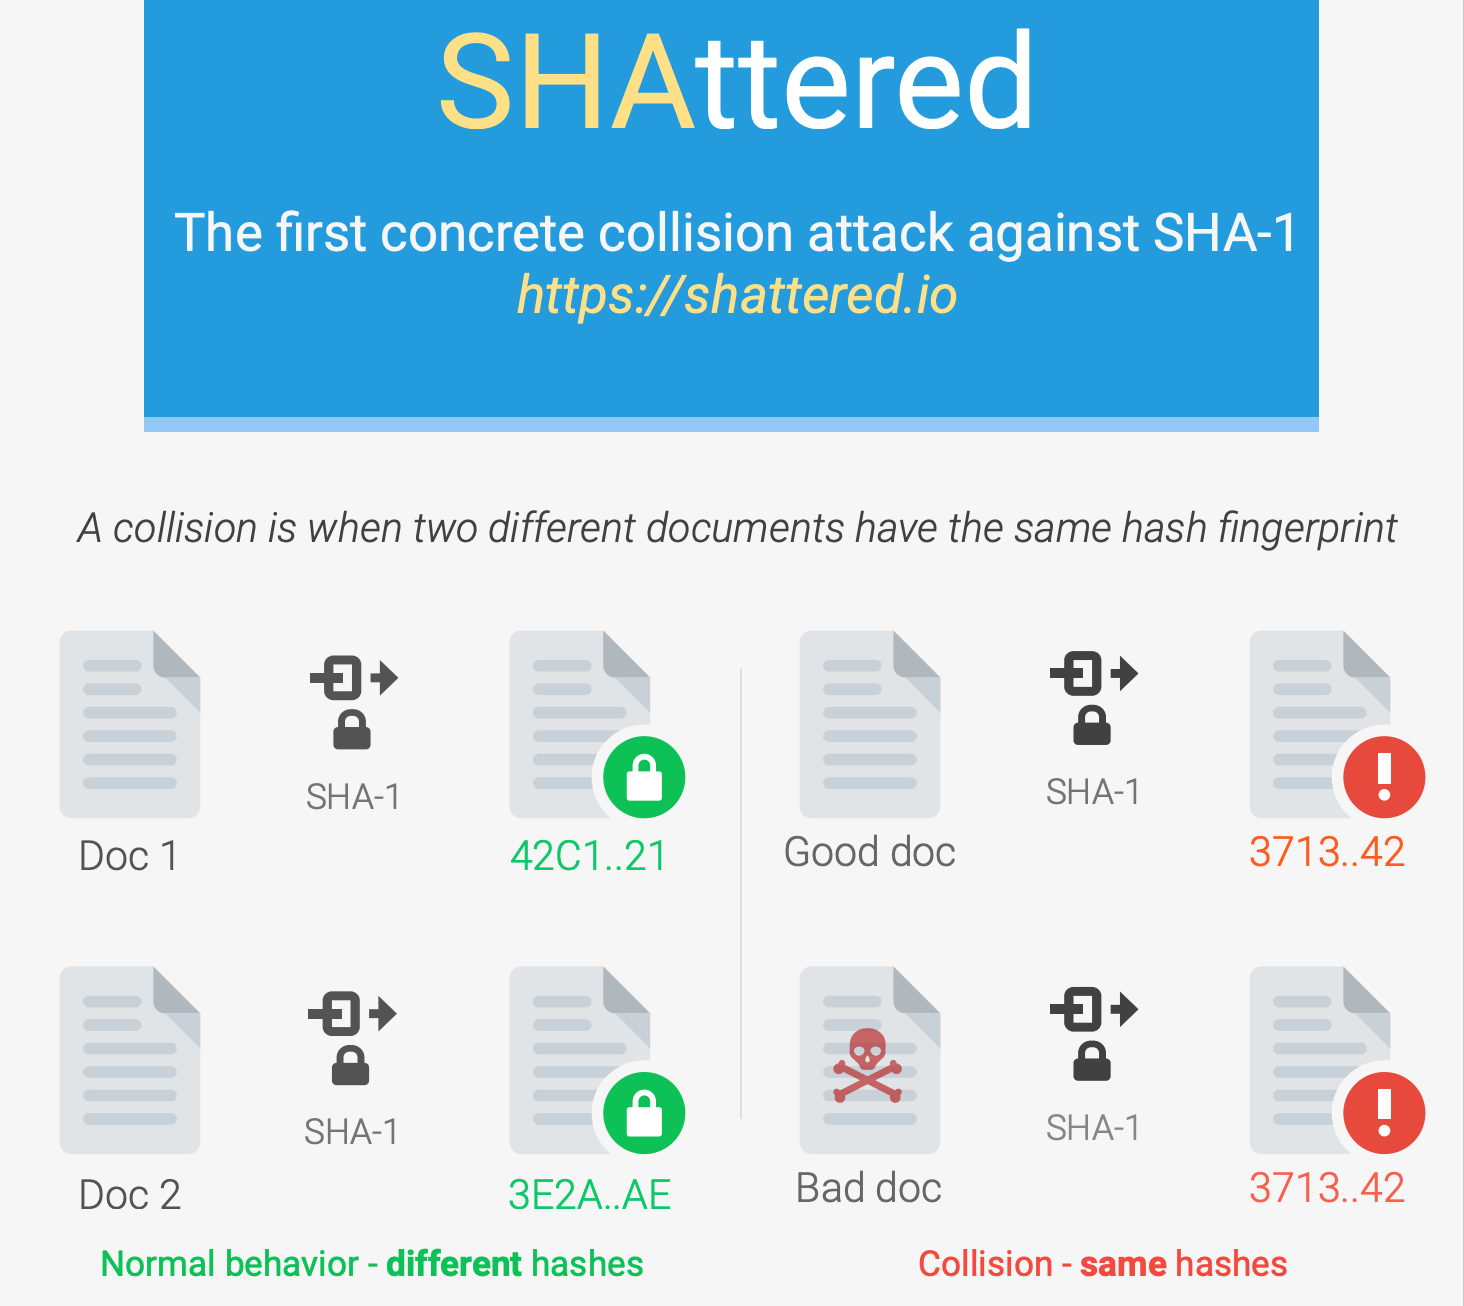 SHAttered
The first concrete collision attack against SHA-1
https://shattered.io
A collision is when two different documents have the same hash fingerprint
SHA-1
Doc 1
42C1..21
SHA-1
Doc 2
3E2A..AE
Normal behavior - different hashes
SHA-1
Good doc
3713..42
SHA-1
Bad doc
3713..42
Collision - same hashes